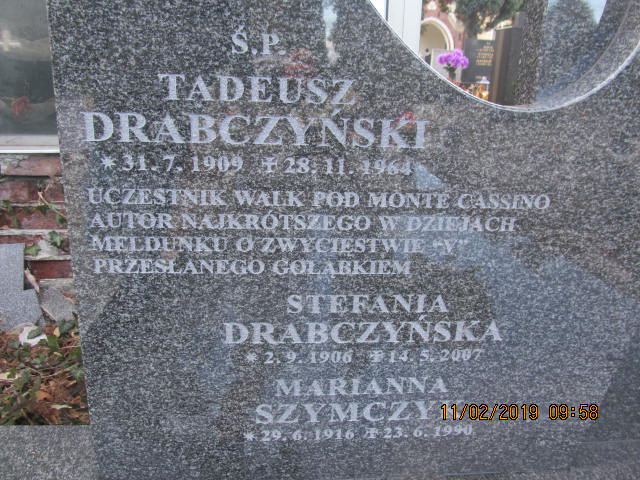 Ś.P.
TADEUSZ
DRABCZYŃSKI
*31.7.1909 ✝28.11.1964
UCZESTNIK WALK POD MONTE CASSINO
AUTOR NAJKRÓTSZEGO W DZIEJACH
MELDUNKU O ZWYCIĘSTWIE "V"
PRZESŁANEGO GOŁĄBKIEM
STEFANIA
DRABCZYŃSKA
*2.9.1906 ✝14.5.2007
MARIANNA
*29.6.1916 ✝23.6.1990
11/02/2019 09:58